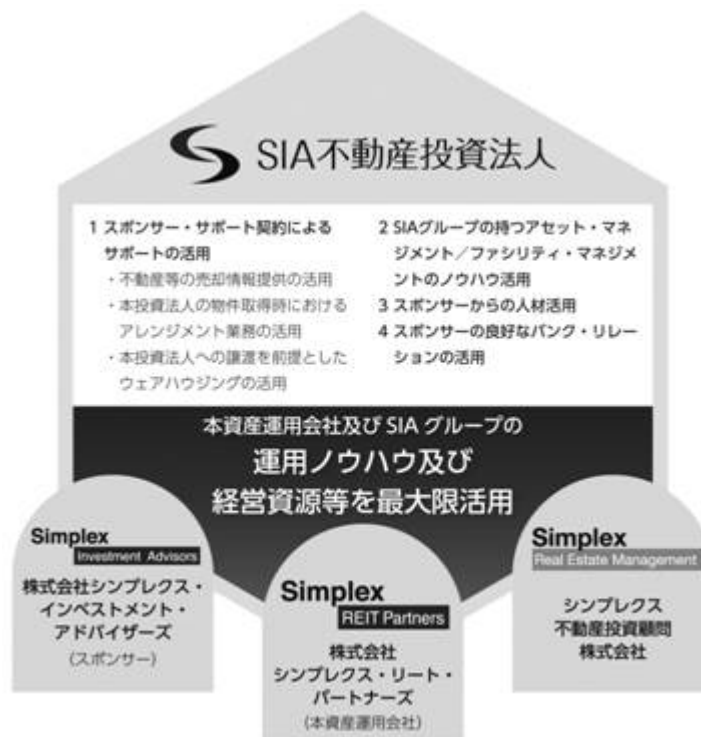 SIA不動産投資法人
1 スポンサー・サポート契約による
サポートの活用
・不動産等の売却情報提供の活用
・本投資法人の物件取得時における
アレンジメント業務の活用
・本投資法人への譲渡を前提とした
ウェアハウジングの活用
2 SIAグループの持つアセット・マネ
ジメント／ファシリティ・マネジメ
ントのノウハウ活用
3 スポンサーからの人材活用
4 スポンサーの良好なバンク・リレー
ションの活用
本資産運用会社及び SIA グループの
運用ノウハウ及び
経営資源等を最大限活用
Simplex
Investment Advisors
株式会社シンプレクス・
インベストメント・
アドバイザーズ
（スポンサー）
Simplex
REIT Partners
株式会社
シンプレクス・リート・
パートナーズ
（本資産運用会社）
Simplex
Real Estate Management
シンプレクス
不動産投資顧問
株式会社